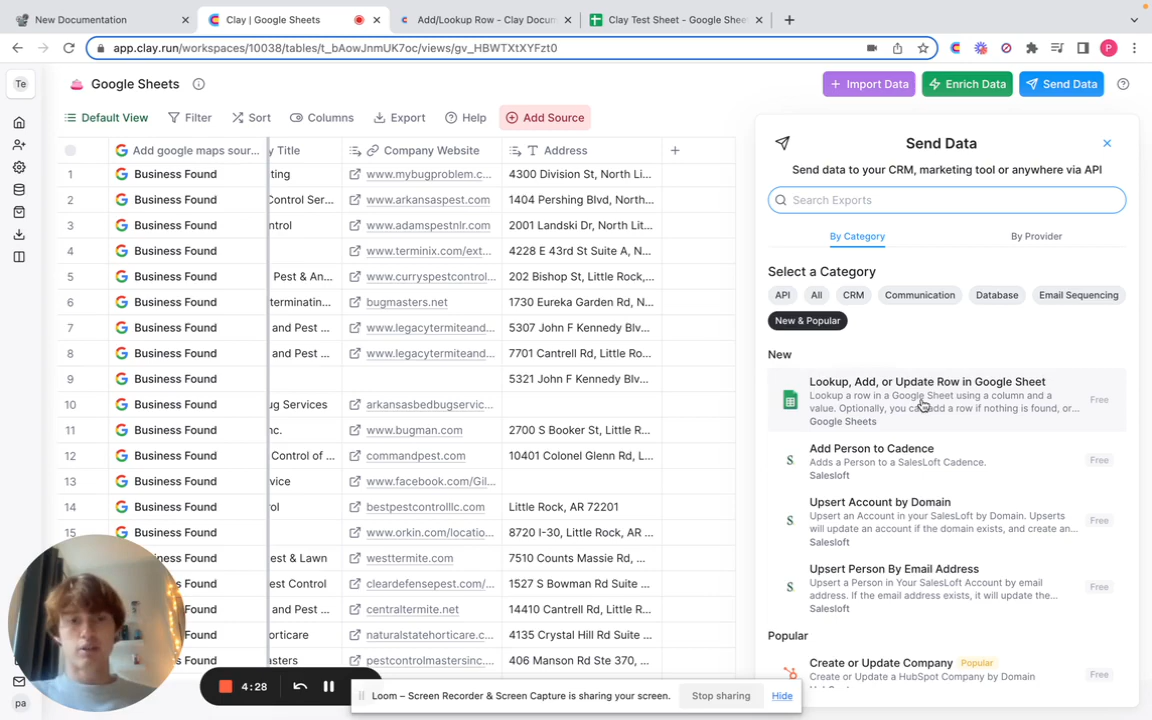 New Documentation
Clay | Google Sheets
Add/Lookup Row - Clay Docum
Clay Test Sheet - Google Shee
app.clay.run/workspaces/10038/tables/t_bAowJnmUK7oc/views/gv_HBWTXtXYFzt0
P
Te
Google Sheets
Import Data
Enrich Data
Send Data
Default View
Filter
Sort
Columns
Export
Help
Add Source
Add google maps sour...
y Title
Company Website
Address
1 Business Found ting www.mybugproblem.c... 4300 Division St, North Li...
2 Business Found Control Ser... www.arkansaspest.com 1404 Pershing Blvd, North...
3 Business Found ntrol www.adamspestnlr.com 2001 Landski Dr, North Lit...
4 Business Found www.terminix.com/ext... 4228 E 43rd St Suite A, N...
5 Business Found Pest & An... www.curryspestcontrol... 202 Bishop St, Little Rock,...
6 Business Found terminatin... bugmasters.net 1730 Eureka Garden Rd, N...
7 Business Found and Pest ... www.legacytermiteand... 5307 John F Kennedy Blv...
8 Business Found and Pest ... www.legacytermiteand... 7701 Cantrell Rd, Little Ro...
9 Business Found 5321 John F Kennedy Blv...
10 Business Found ug Services arkansasbedbugservic...
11 Business Found nc. www.bugman.com 2700 S Booker St, Little R...
12 Business Found Control of ... commandpest.com 10401 Colonel Glenn Rd, L...
13 Business Found vice www.facebook.com/Gil...
14 Business Found rol bestpestcontrolllc.com Little Rock, AR 72201
15 Business Found www.orkin.com/locatio... 8720 I-30, Little Rock, AR ...
ness Found est & Lawn westtermite.com 7510 Counts Massie Rd, ...
Found est Control cleardefensepest.com/... 1527 S Bowman Rd Suite ...
Found and Pest ... centraltermite.net 14410 Cantrell Rd, Little R...
Found horticare naturalstatehorticare.c... 4135 Crystal Hill Rd Suite ...
Found asters pestcontrolmastersinc... 406 Manson Rd Ste 370, ...
Send Data
Send data to your CRM, marketing tool or anywhere via API
Search Exports
By Category
By Provider
Select a Category
API All CRM Communication Database Email Sequencing
New & Popular
New
Lookup, Add, or Update Row in Google Sheet
Lookup a row in a Google Sheet using a column and a
value. Optionally, you can add a row if nothing is found, or...
Google Sheets
Free
Add Person to Cadence
Adds a Person to a SalesLoft Cadence.
Salesloft
Free
Upsert Account by Domain
Upsert an Account in your SalesLoft by Domain. Upserts
will update an account if the domain exists, and create an...
Salesloft
Free
Upsert Person By Email Address
Upsert a Person in Your SalesLoft Account by email
address. If the email address exists, it will update the...
Salesloft
Free
Popular
Create or Update Company Popular
Create or Update a HubSpot Company by Domain
Free
pa
4:28
Loom – Screen Recorder & Screen Capture is sharing your screen.
Stop sharing
Hide